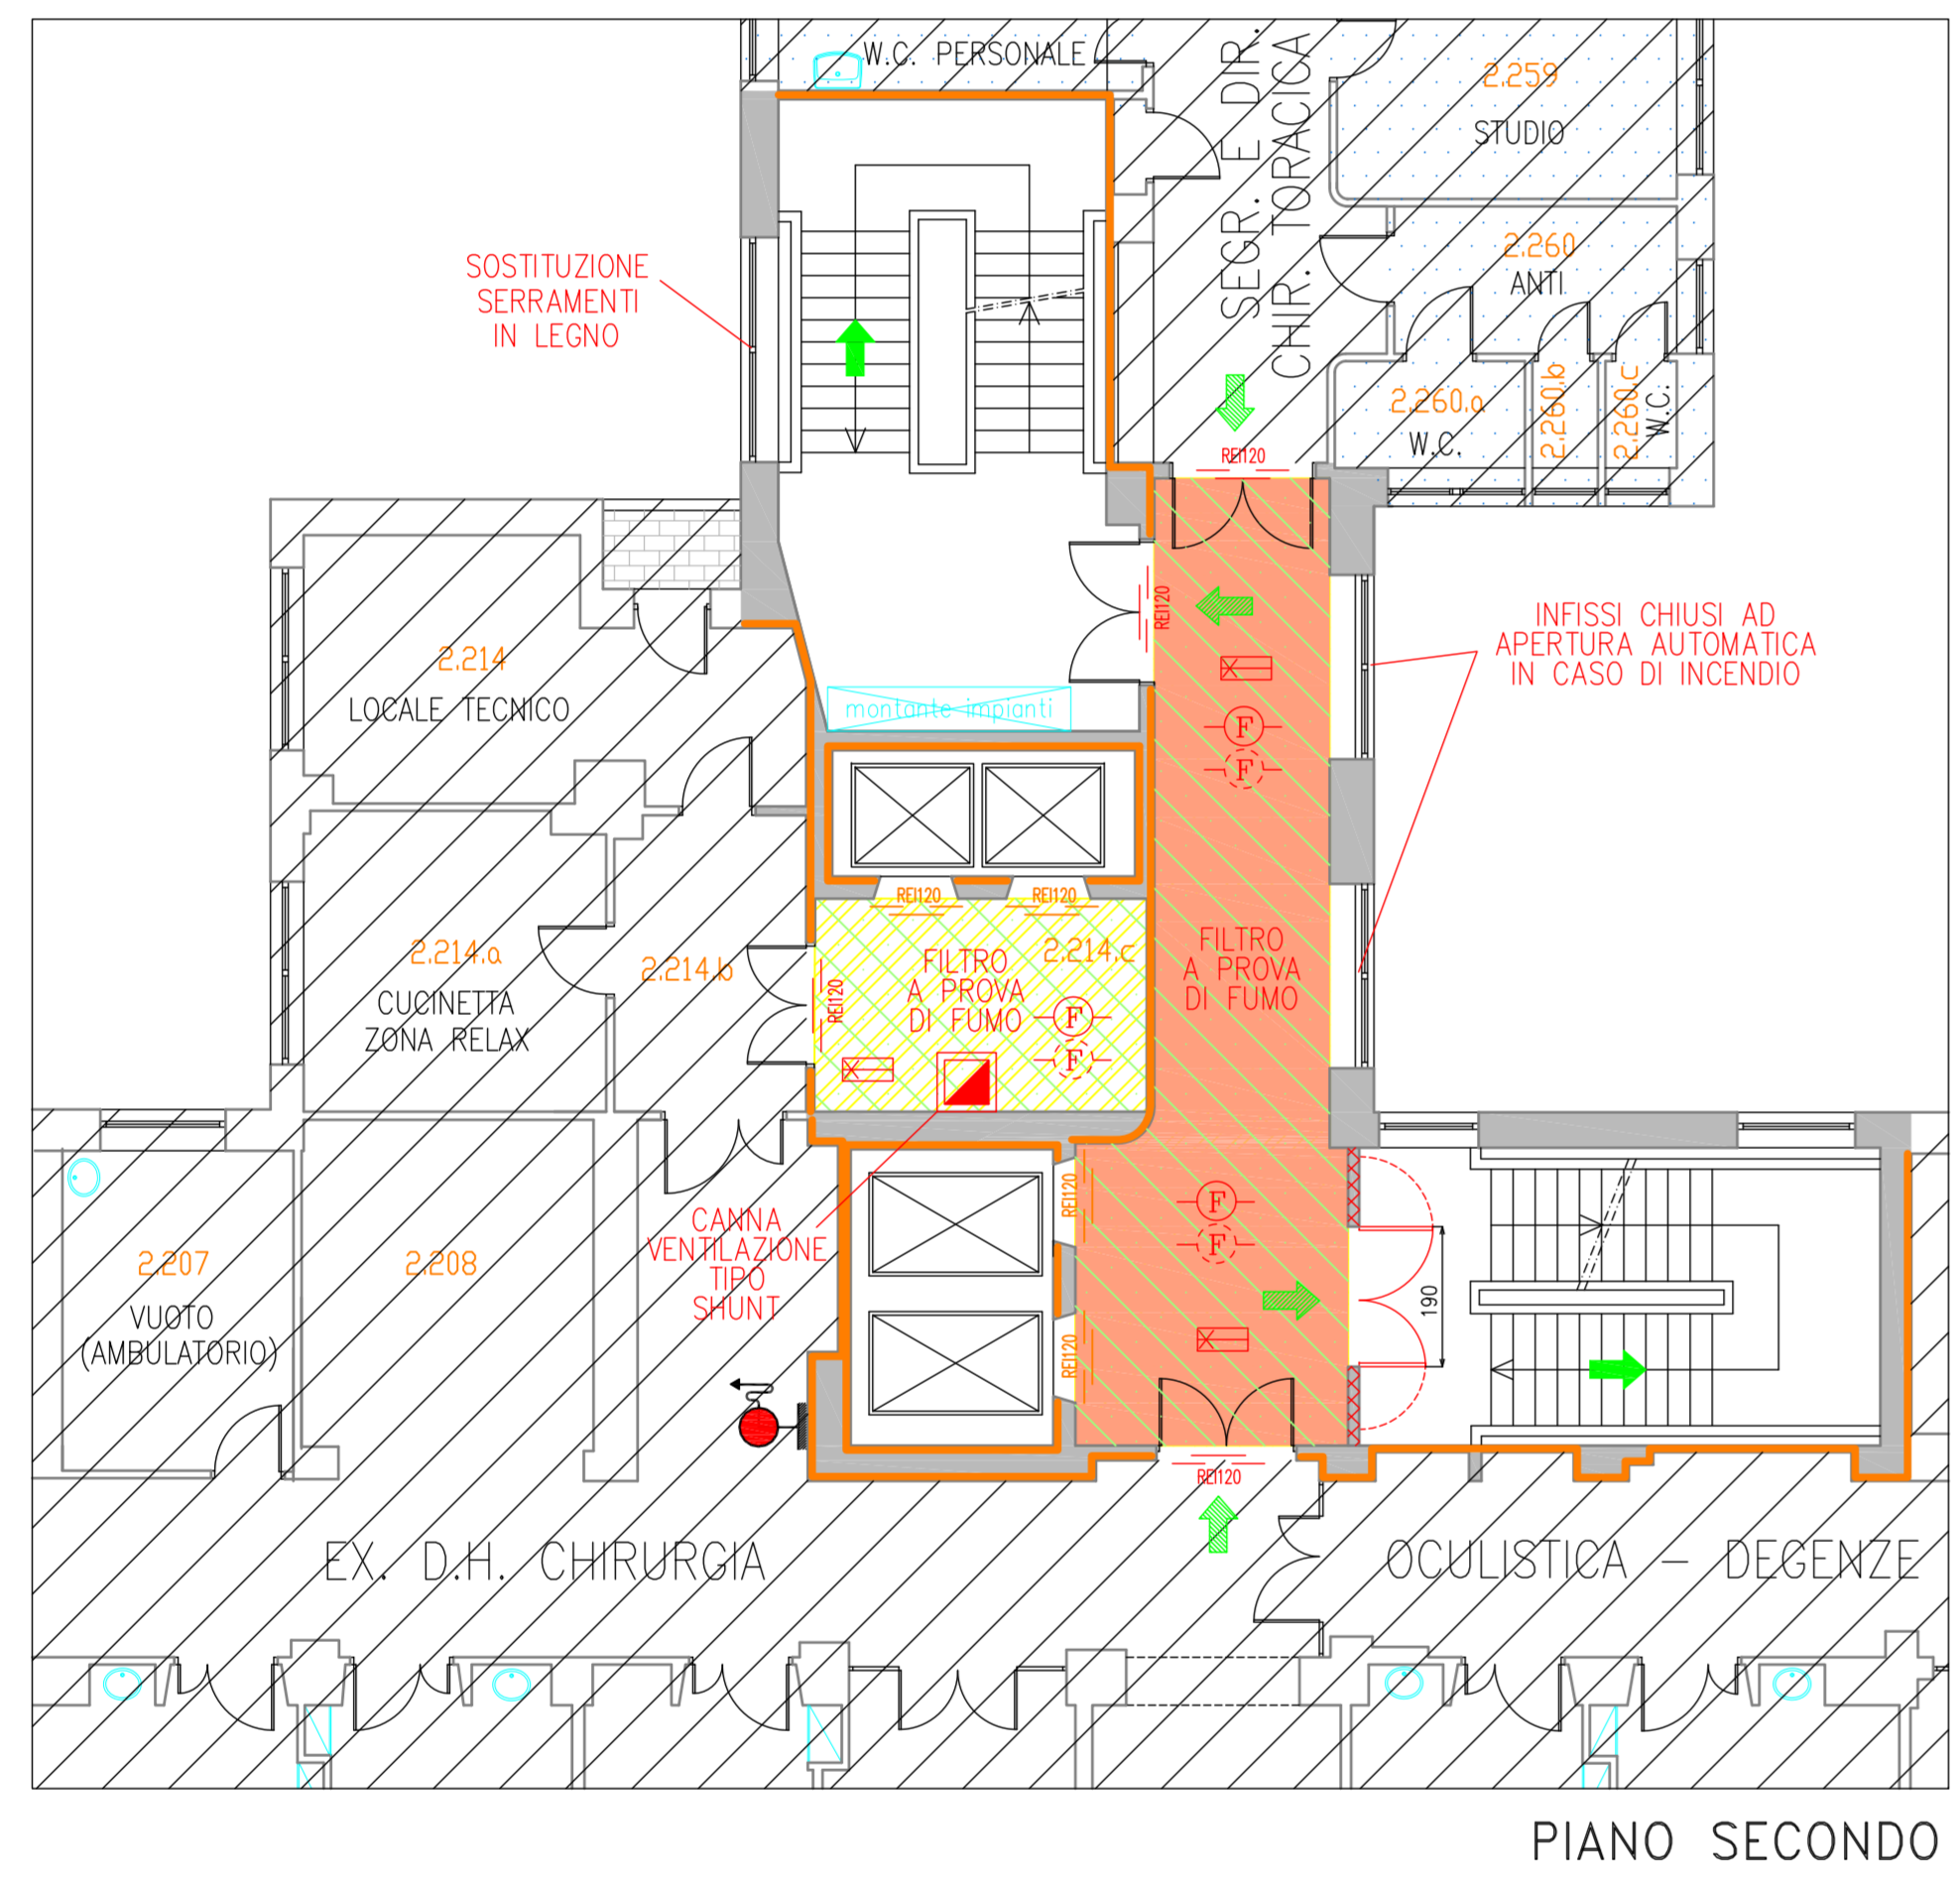 W.C. PERSONALE
SEGR. E DIR.
CHIR. TORACICA
2.259
STUDIO
2.260
ANTI
2.260.a
W.C.
2.260.b
2.260.c
W.C.
SOSTITUZIONE
SERRAMENTI
IN LEGNO
REI120
REI120
INFISSI CHIUSI AD
APERTURA AUTOMATICA
IN CASO DI INCENDIO
2.214
LOCALE TECNICO
montante impianti
F
F
REI120
REI120
2.214.a
CUCINETTA
ZONA RELAX
2.214.b
REI120
2.214.c
FILTRO
A PROVA
DI FUMO
F
F
FILTRO
A PROVA
DI FUMO
CANNA
VENTILAZIONE
TIPO
SHUNT
REI120
REI120
F
F
190
2.207
VUOTO
(AMBULATORIO)
2.208
REI120
EX. D.H. CHIRURGIA
OCULISTICA - DEGENZE
PIANO SECONDO